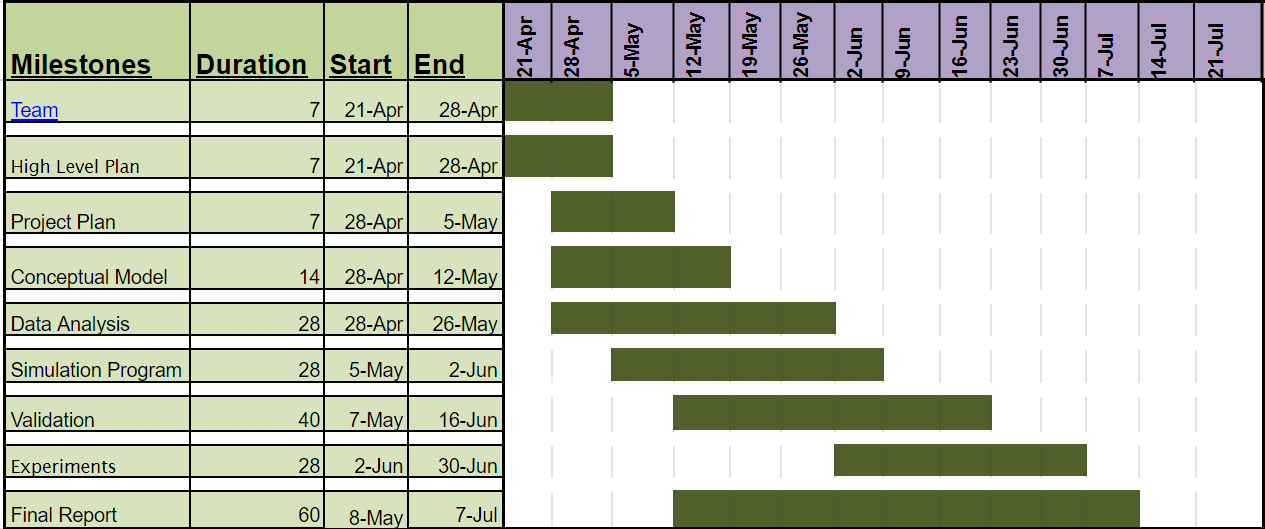 Milestones Duration Start End 21-Apr 28-Apr 5-May 12-May 19-May 26-May 2-Jun 9-Jun 16-Jun 23-Jun 30-Jun 7-Jul 14-Jul 21-Jul
Team 7 21-Apr 28-Apr
High Level Plan 7 21-Apr 28-Apr
Project Plan 7 28-Apr 5-May
Conceptual Model 14 28-Apr 12-May
Data Analysis 28 28-Apr 26-May
Simulation Program 28 5-May 2-Jun
Validation 40 7-May 16-Jun
Experiments 28 2-Jun 30-Jun
Final Report 60 8-May 7-Jul